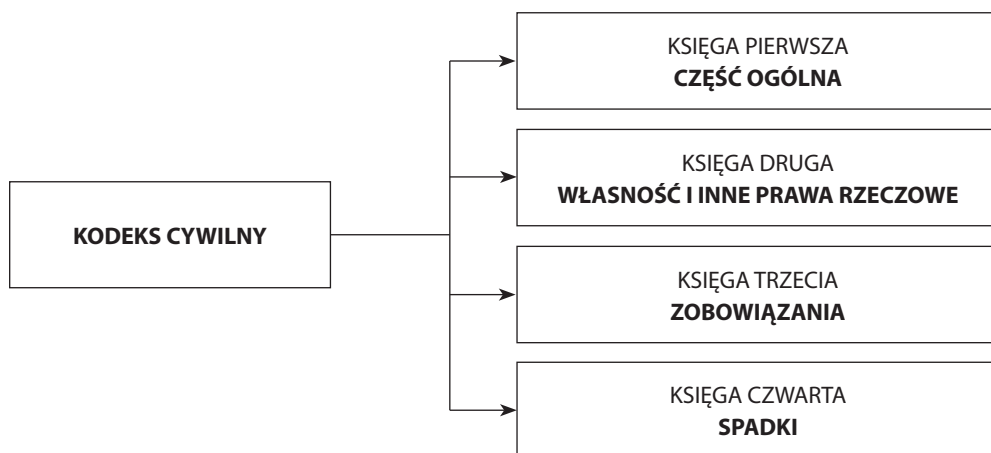 KSIĘGA PIERWSZA
CZĘŚĆ OGÓLNA
KSIĘGA DRUGA
WŁASNOŚĆ I INNE PRAWA RZECZOWE
KODEKS CYWILNY
KSIĘGA TRZECIA
ZOBOWIĄZANIA
KSIĘGA CZWARTA
SPADKI